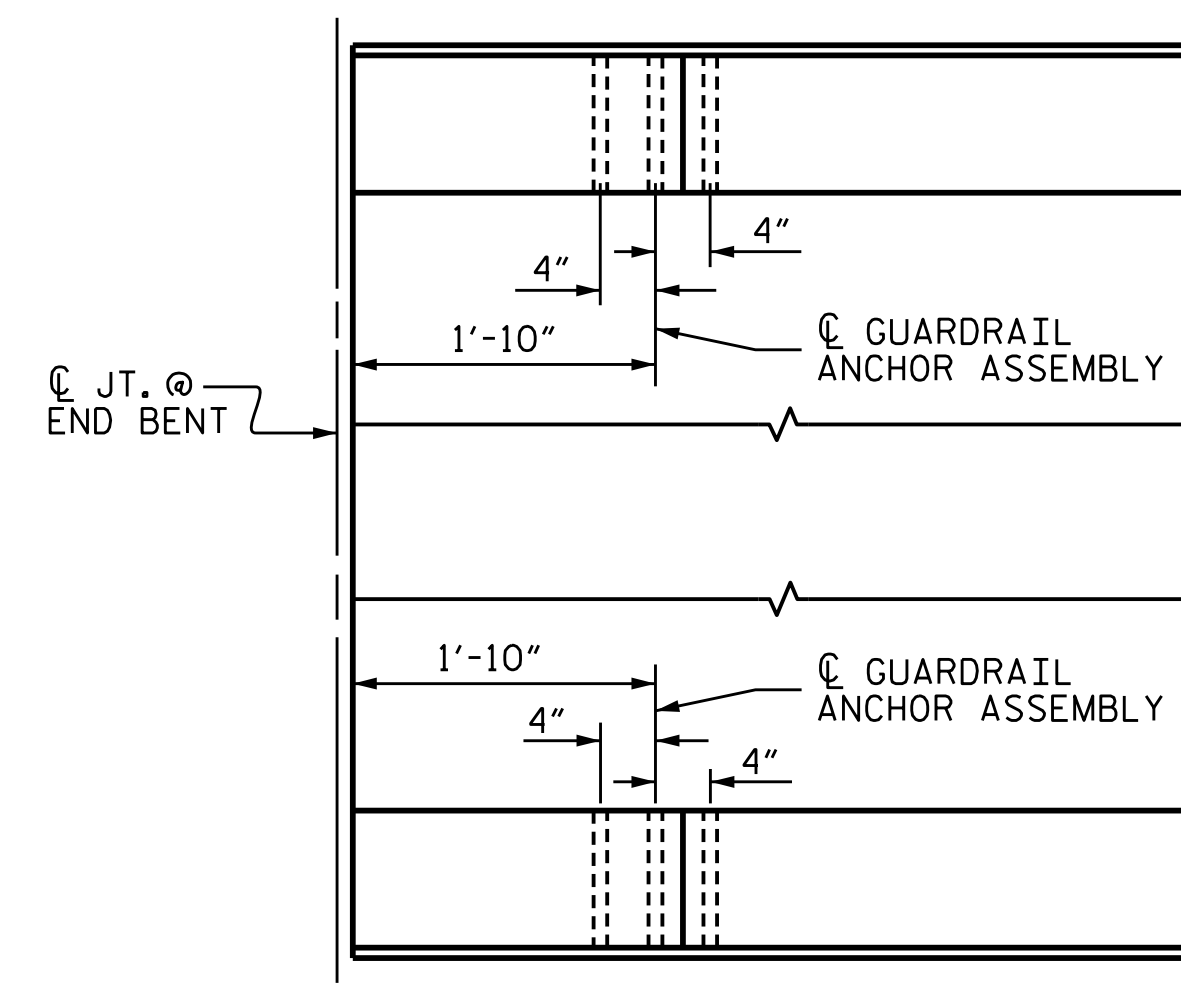 4"
4"
1'-10"
℄ GUARDRAIL
ANCHOR ASSEMBLY
℄ JT. @
END BENT
1'-10"
℄ GUARDRAIL
ANCHOR ASSEMBLY
4"
4"